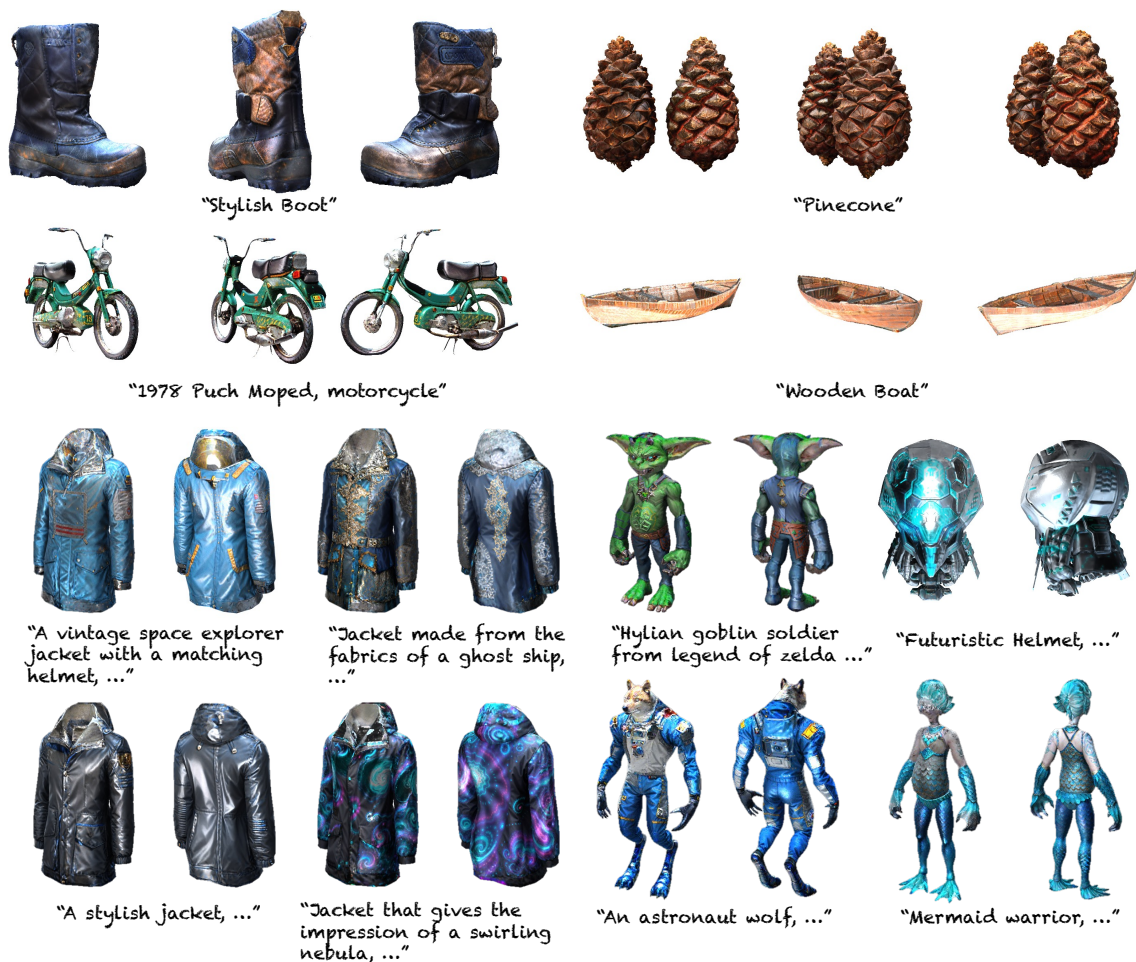 “Stylish Boot”
“Pinecone”
“1978 Puch Moped, motorcycle”
“Wooden Boat”
“A vintage space explorer
jacket with a matching
helmet, ...”
“Jacket made from the
fabrics of a ghost ship,
...”
“Hylian goblin soldier
from legend of zelda ...”
“Futuristic Helmet, ...”
“A stylish jacket, ...”
“Jacket that gives the
impression of a swirling
nebula, ...”
“An astronaut wolf, ...”
“Mermaid warrior, ...”